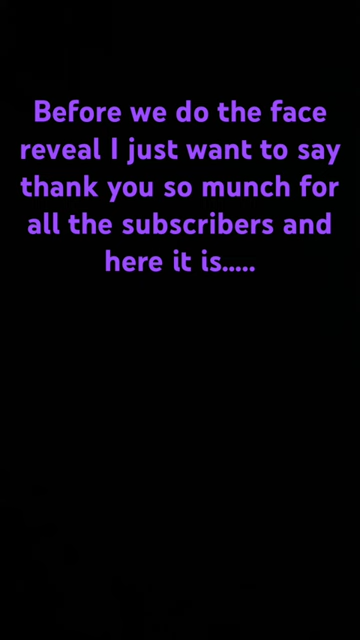 Before we do the face
reveal I just want to say
thank you so munch for
all the subscribers and
here it is.....